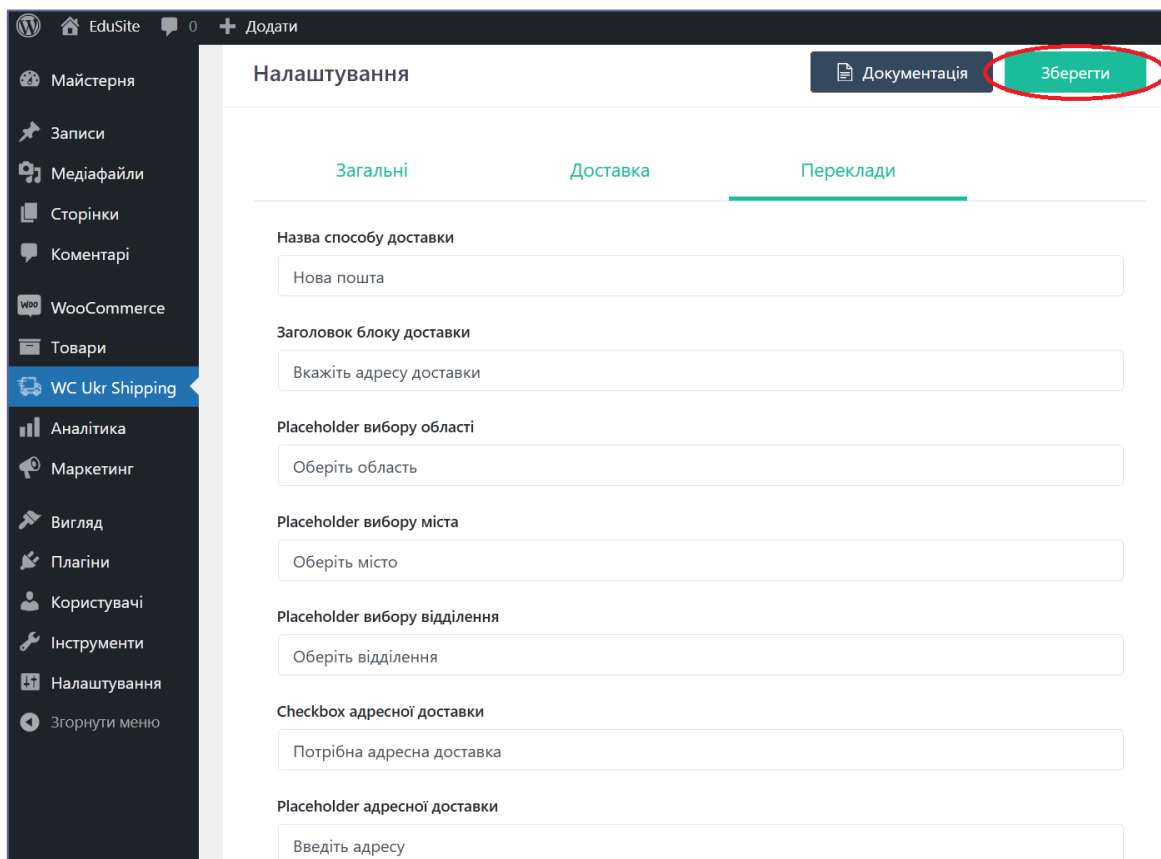 EduSite 0 Додати
Майстерня
Записи
Медіафайли
Сторінки
Коментарі
woo WooCommerce
Товари
WC Ukr Shipping
Аналітика
Маркетинг
Вигляд
Плагіни
Користувачі
Інструменти
Налаштування
Згорнути меню
Налаштування Документація Зберегти
Загальні Доставка Переклади
Назва способу доставки
Нова пошта
Заголовок блоку доставки
Вкажіть адресу доставки
Placeholder вибору області
Оберіть область
Placeholder вибору міста
Оберіть місто
Placeholder вибору відділення
Оберіть відділення
Checkbox адресної доставки
Потрібна адресна доставка
Placeholder адресної доставки
Введіть адресу